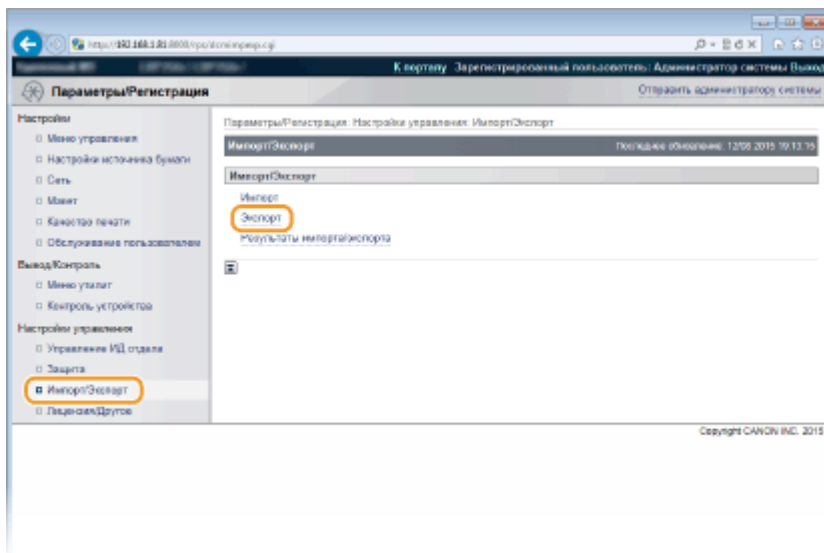 К порталу Зарегистрированный пользователь: Администратор системы Выход
Параметры/Регистрация
Отправить администратору системы
Настройки
Меню управления
Настройки источника бумаги
Сеть
Макет
Качество печати
Обслуживание пользователем
Вывод/Контроль
Меню утилит
Контроль устройства
Настройки управления
Управление ИД отдела
Защита
Импорт/Экспорт
Лицензия/Другое
Параметры/Регистрация: Настройки управления: Импорт/Экспорт
Импорт/Экспорт
Последнее обновление: 12/08 2015 19:13:15
Импорт/Экспорт
Импорт
Экспорт
Результаты импорта/экспорта
Copyright CANON INC. 2015